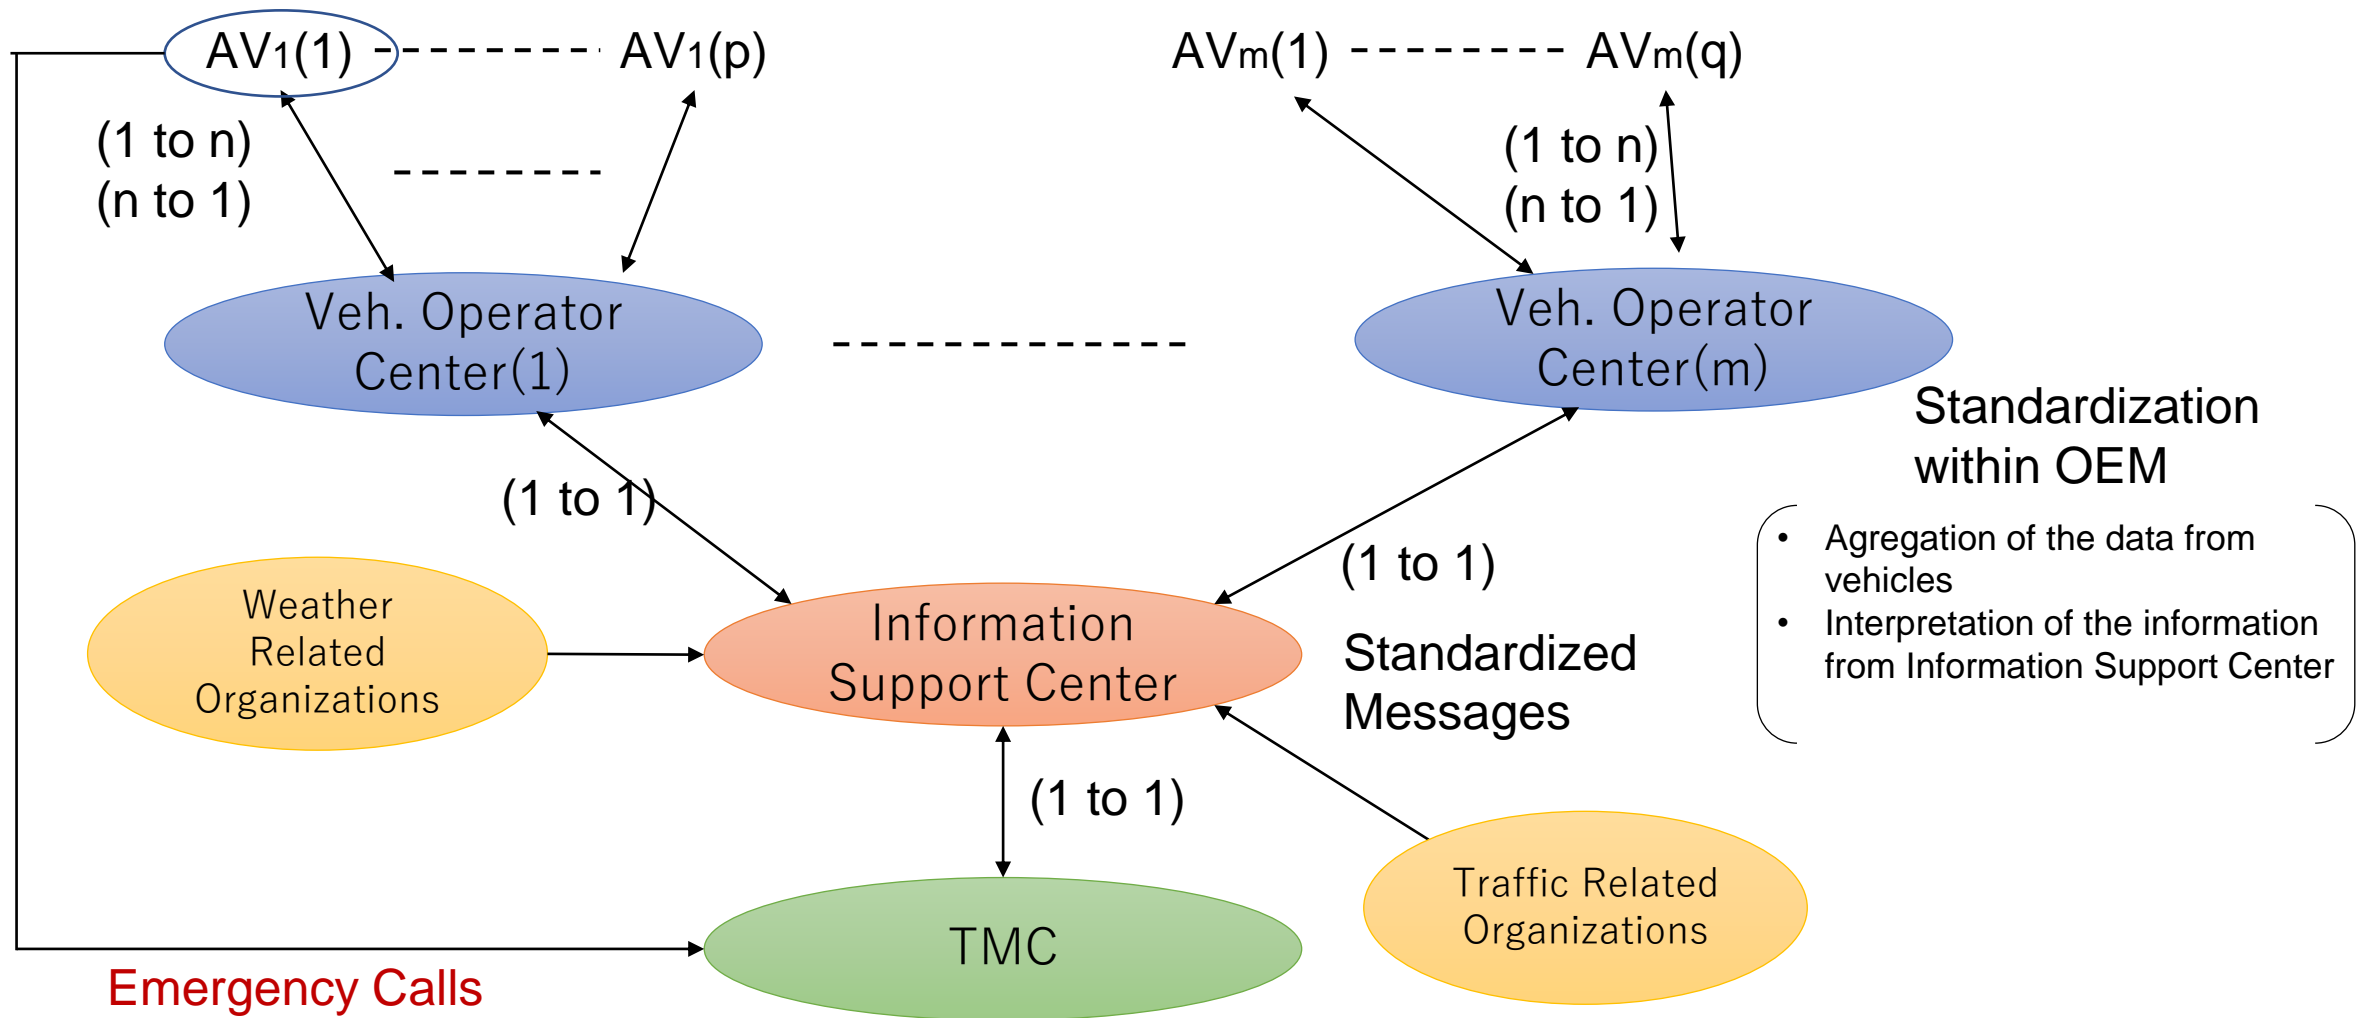 AV1(1)
AV1(p)
AVm(1)
AVm(q)
(1 to n)
(n to 1)
(1 to n)
(n to 1)
Veh. Operator
Center(1)
Veh. Operator
Center(m)
Standardization
within OEM
(1 to 1)
(1 to 1)
• Agregation of the data from
vehicles
• Interpretation of the information
from Information Support Center
Weather
Related
Organizations
Information
Support Center
Standardized
Messages
(1 to 1)
Traffic Related
Organizations
TMC
Emergency Calls